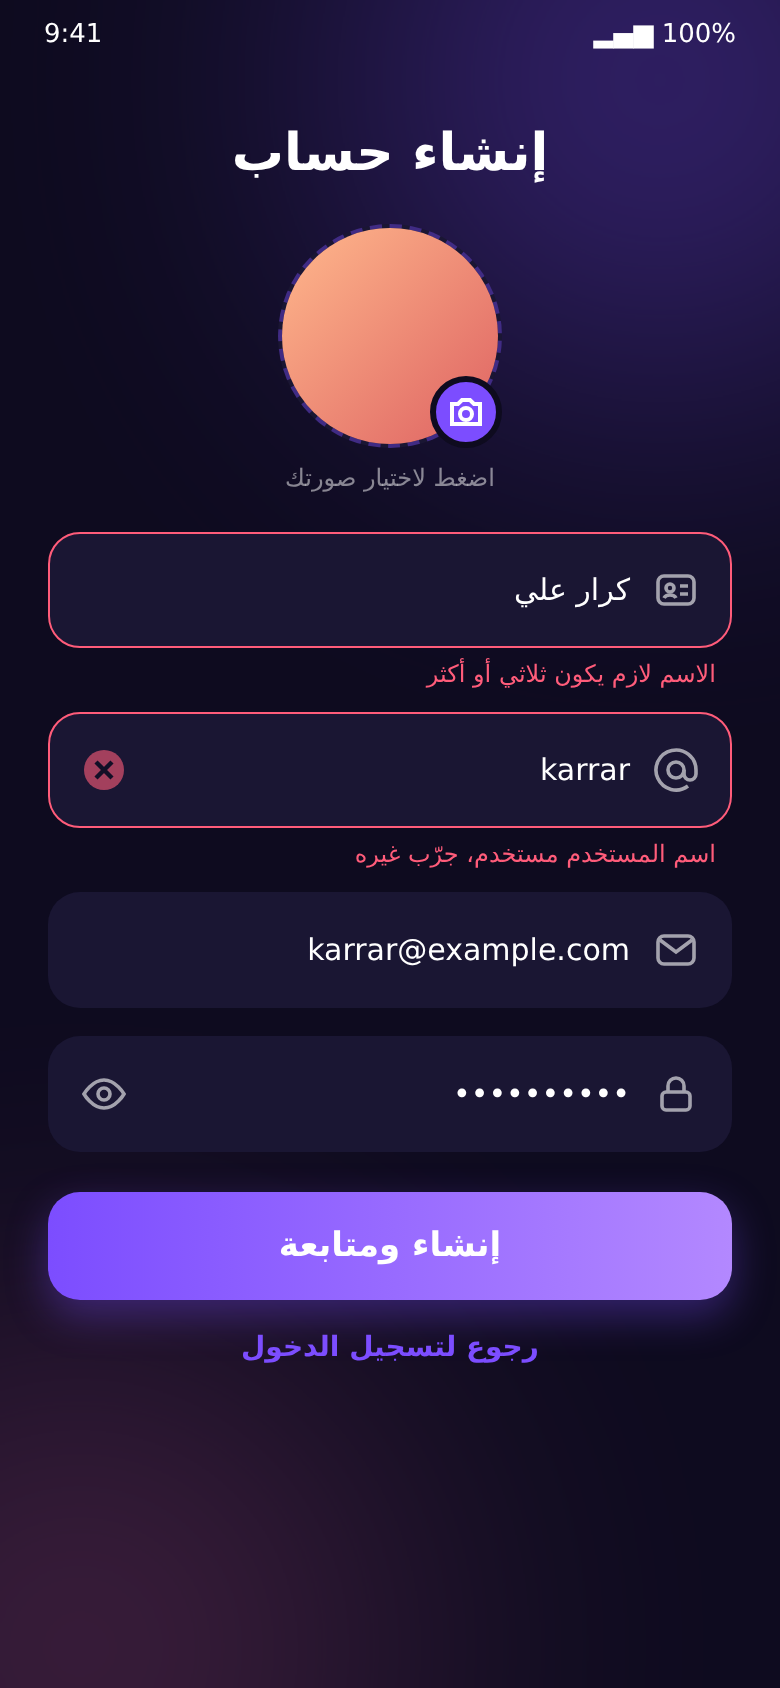 9:41
100%
إنشاء حساب
اضغط لاختيار صورتك
كرار علي
الاسم لازم يكون ثلاثي أو أكثر
karrar
اسم المستخدم مستخدم، جرّب غيره
karrar@example.com
••••••••••
إنشاء ومتابعة
رجوع لتسجيل الدخول